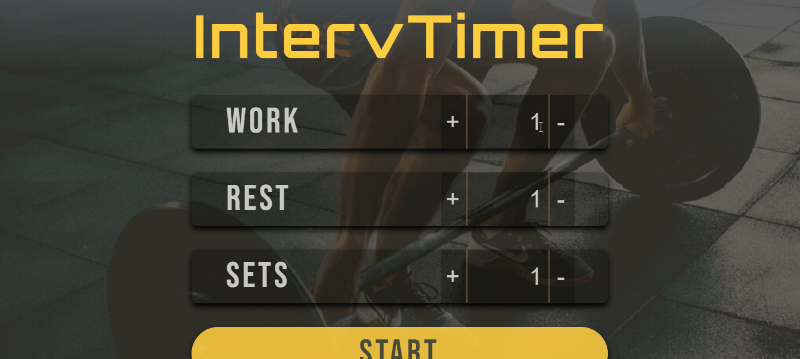 IntervTimer
WORK + 1 -
REST + 1 -
SETS + 1 -
START